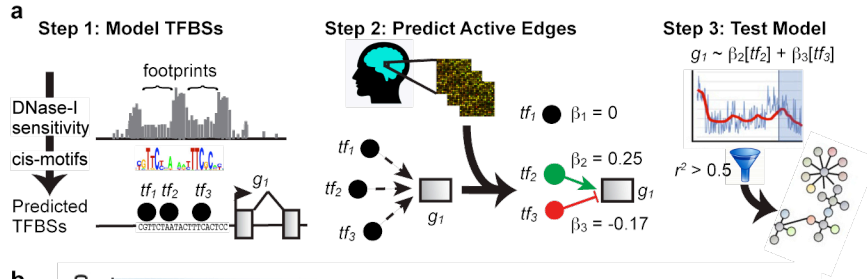 a
Step 1: Model TFBSs
Step 2: Predict Active Edges
Step 3: Test Model
footprints
DNase-I
sensitivity
cis-motifs
Predicted
TFBSs
tf1 tf2 tf3
g1
CGTTCTAATACTTTCACTCC
tf1
tf2
tf3
g1
tf1 β1 = 0
β2 = 0.25
tf2
g1
tf3
β3 = -0.17
g1 ~ β2[tf2] + β3[tf3]
r² > 0.5